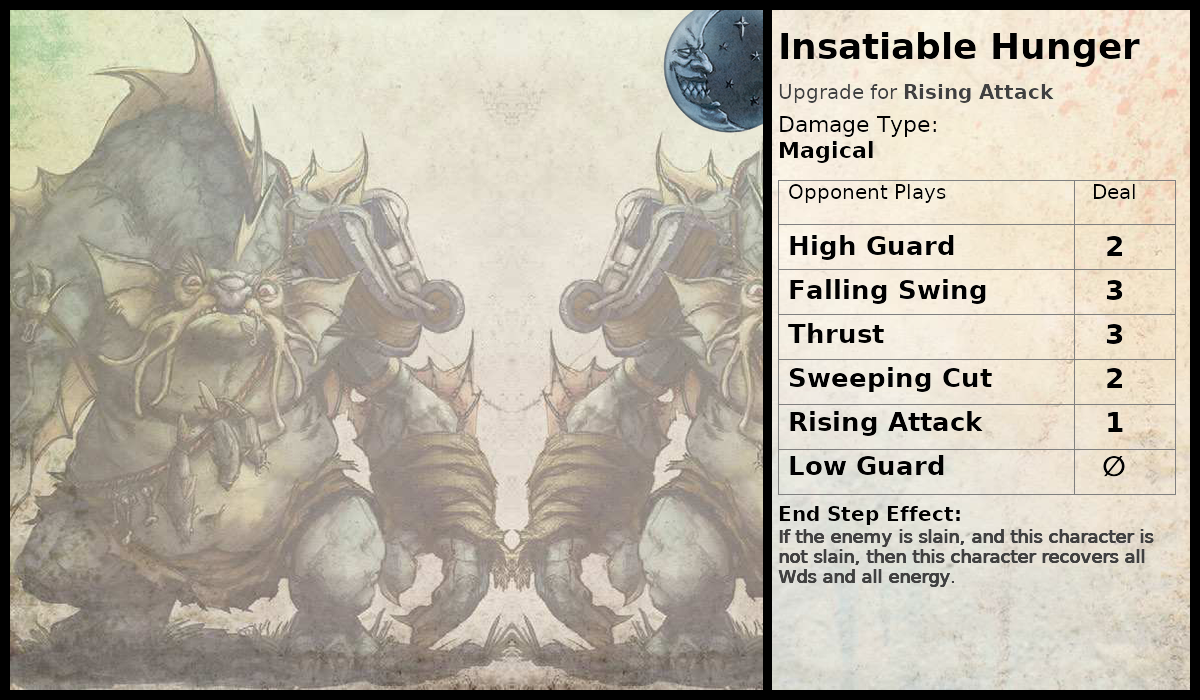 Insatiable Hunger
Upgrade for Rising Attack
Damage Type:
Magical
Opponent Plays Deal
High Guard 2
Falling Swing 3
Thrust 3
Sweeping Cut 2
Rising Attack 1
Low Guard ∅
End Step Effect:
If the enemy is slain, and this character is
not slain, then this character recovers all
Wds and all energy.